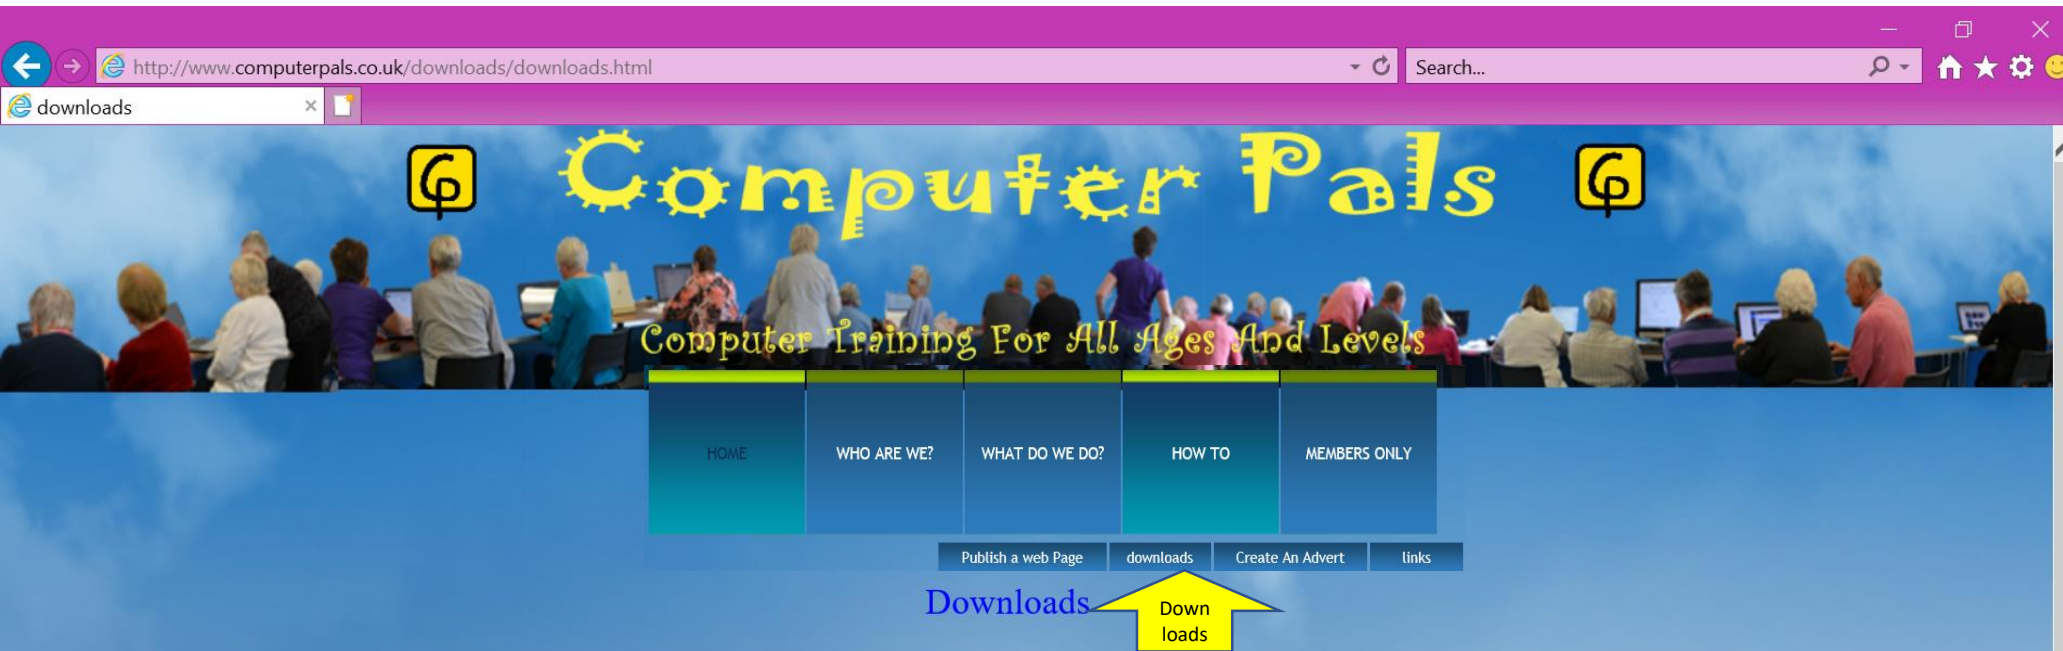 http://www.computerpals.co.uk/downloads/downloads.html
Search...
downloads
Computer Pals
Computer Training For All Ages And Levels
HOME
WHO ARE WE?
WHAT DO WE DO?
HOW TO
MEMBERS ONLY
Publish a web Page
downloads
Create An Advert
links
Downloads
Down
loads